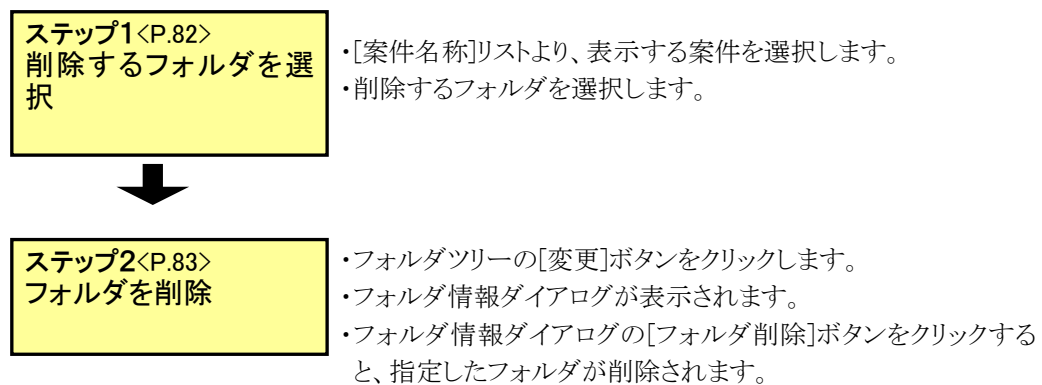 ステップ1<P.82>
削除するフォルダを選
択
・[案件名称]リストより、表示する案件を選択します。
・削除するフォルダを選択します。
ステップ2<P.83>
フォルダを削除
・フォルダツリーの[変更]ボタンをクリックします。
・フォルダ情報ダイアログが表示されます。
・フォルダ情報ダイアログの[フォルダ削除]ボタンをクリックする
と、指定したフォルダが削除されます。